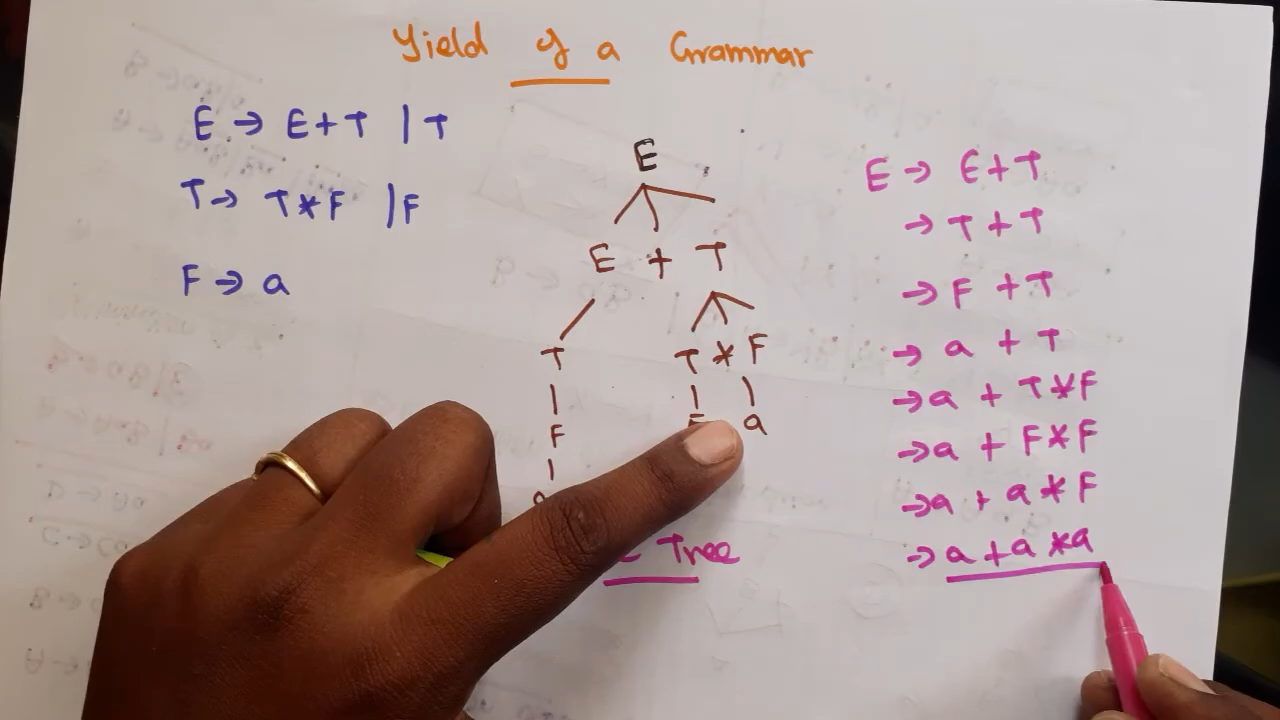 Yield of a Grammar
E → E+T | T
T → T*F | F
F → a
E
E + T
T T * F
F a
Tree
E → E+T
→ T+T
→ F+T
→ a + T
→ a + T*F
→ a + F*F
→ a + a*F
→ a + a*a